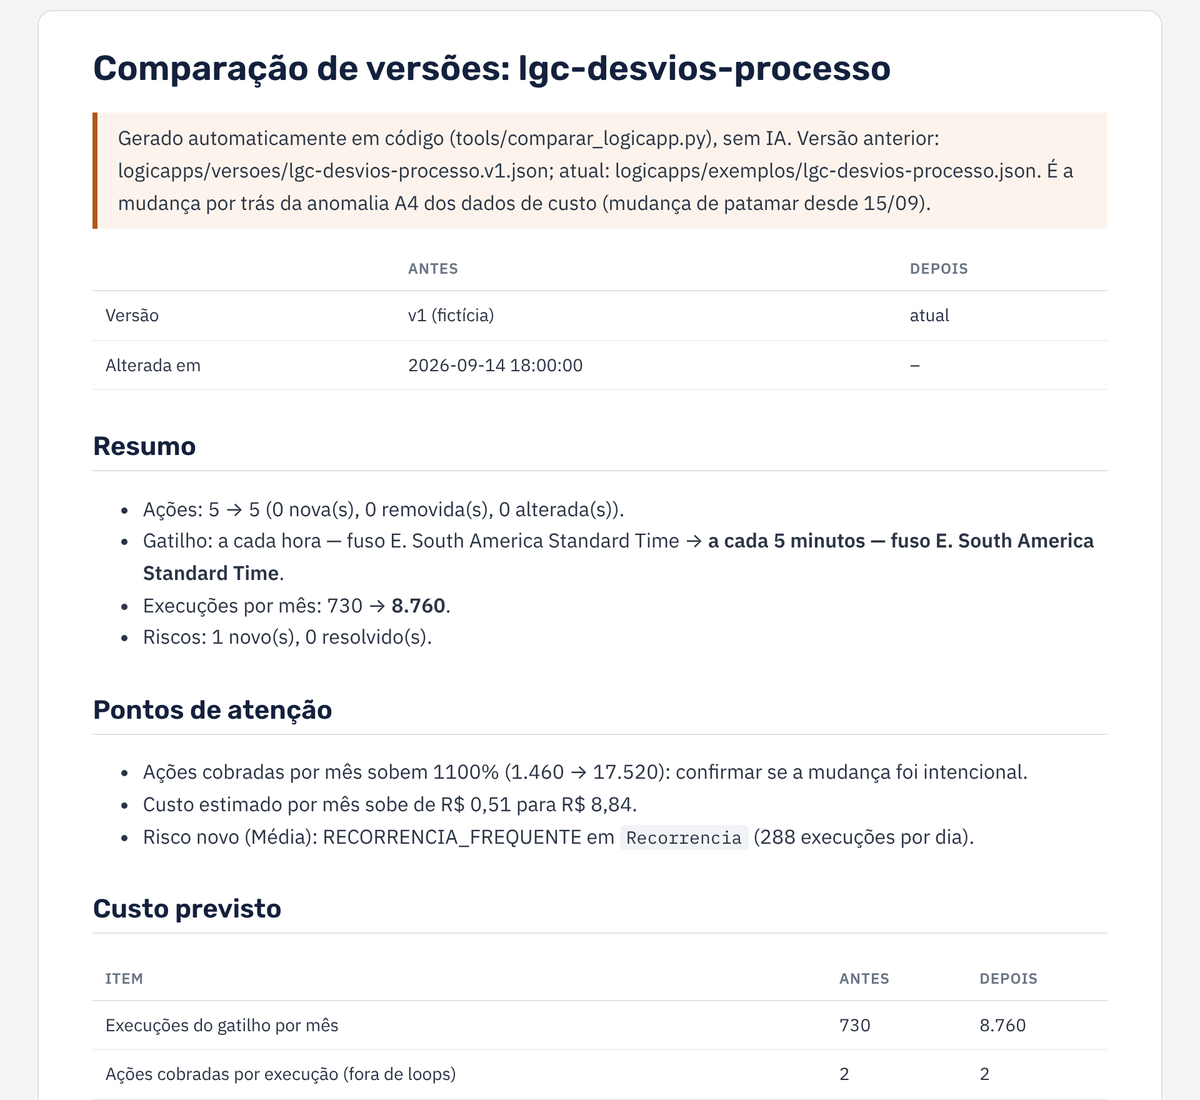 Comparação de versões: lgc-desvios-processo
Gerado automaticamente em código (tools/comparar_logicapp.py), sem IA. Versão anterior:
logicapps/versoes/lgc-desvios-processo.v1.json; atual: logicapps/exemplos/lgc-desvios-processo.json. É a
mudança por trás da anomalia A4 dos dados de custo (mudança de patamar desde 15/09).
ANTES DEPOIS
Versão v1 (fictícia) atual
Alterada em 2026-09-14 18:00:00 –
Resumo
• Ações: 5 → 5 (0 nova(s), 0 removida(s), 0 alterada(s)).
• Gatilho: a cada hora — fuso E. South America Standard Time → a cada 5 minutos — fuso E. South America
Standard Time.
• Execuções por mês: 730 → 8.760.
• Riscos: 1 novo(s), 0 resolvido(s).
Pontos de atenção
• Ações cobradas por mês sobem 1100% (1.460 → 17.520): confirmar se a mudança foi intencional.
• Custo estimado por mês sobe de R$ 0,51 para R$ 8,84.
• Risco novo (Média): RECORRENCIA_FREQUENTE em Recorrencia (288 execuções por dia).
Custo previsto
ITEM ANTES DEPOIS
Execuções do gatilho por mês 730 8.760
Ações cobradas por execução (fora de loops) 2 2